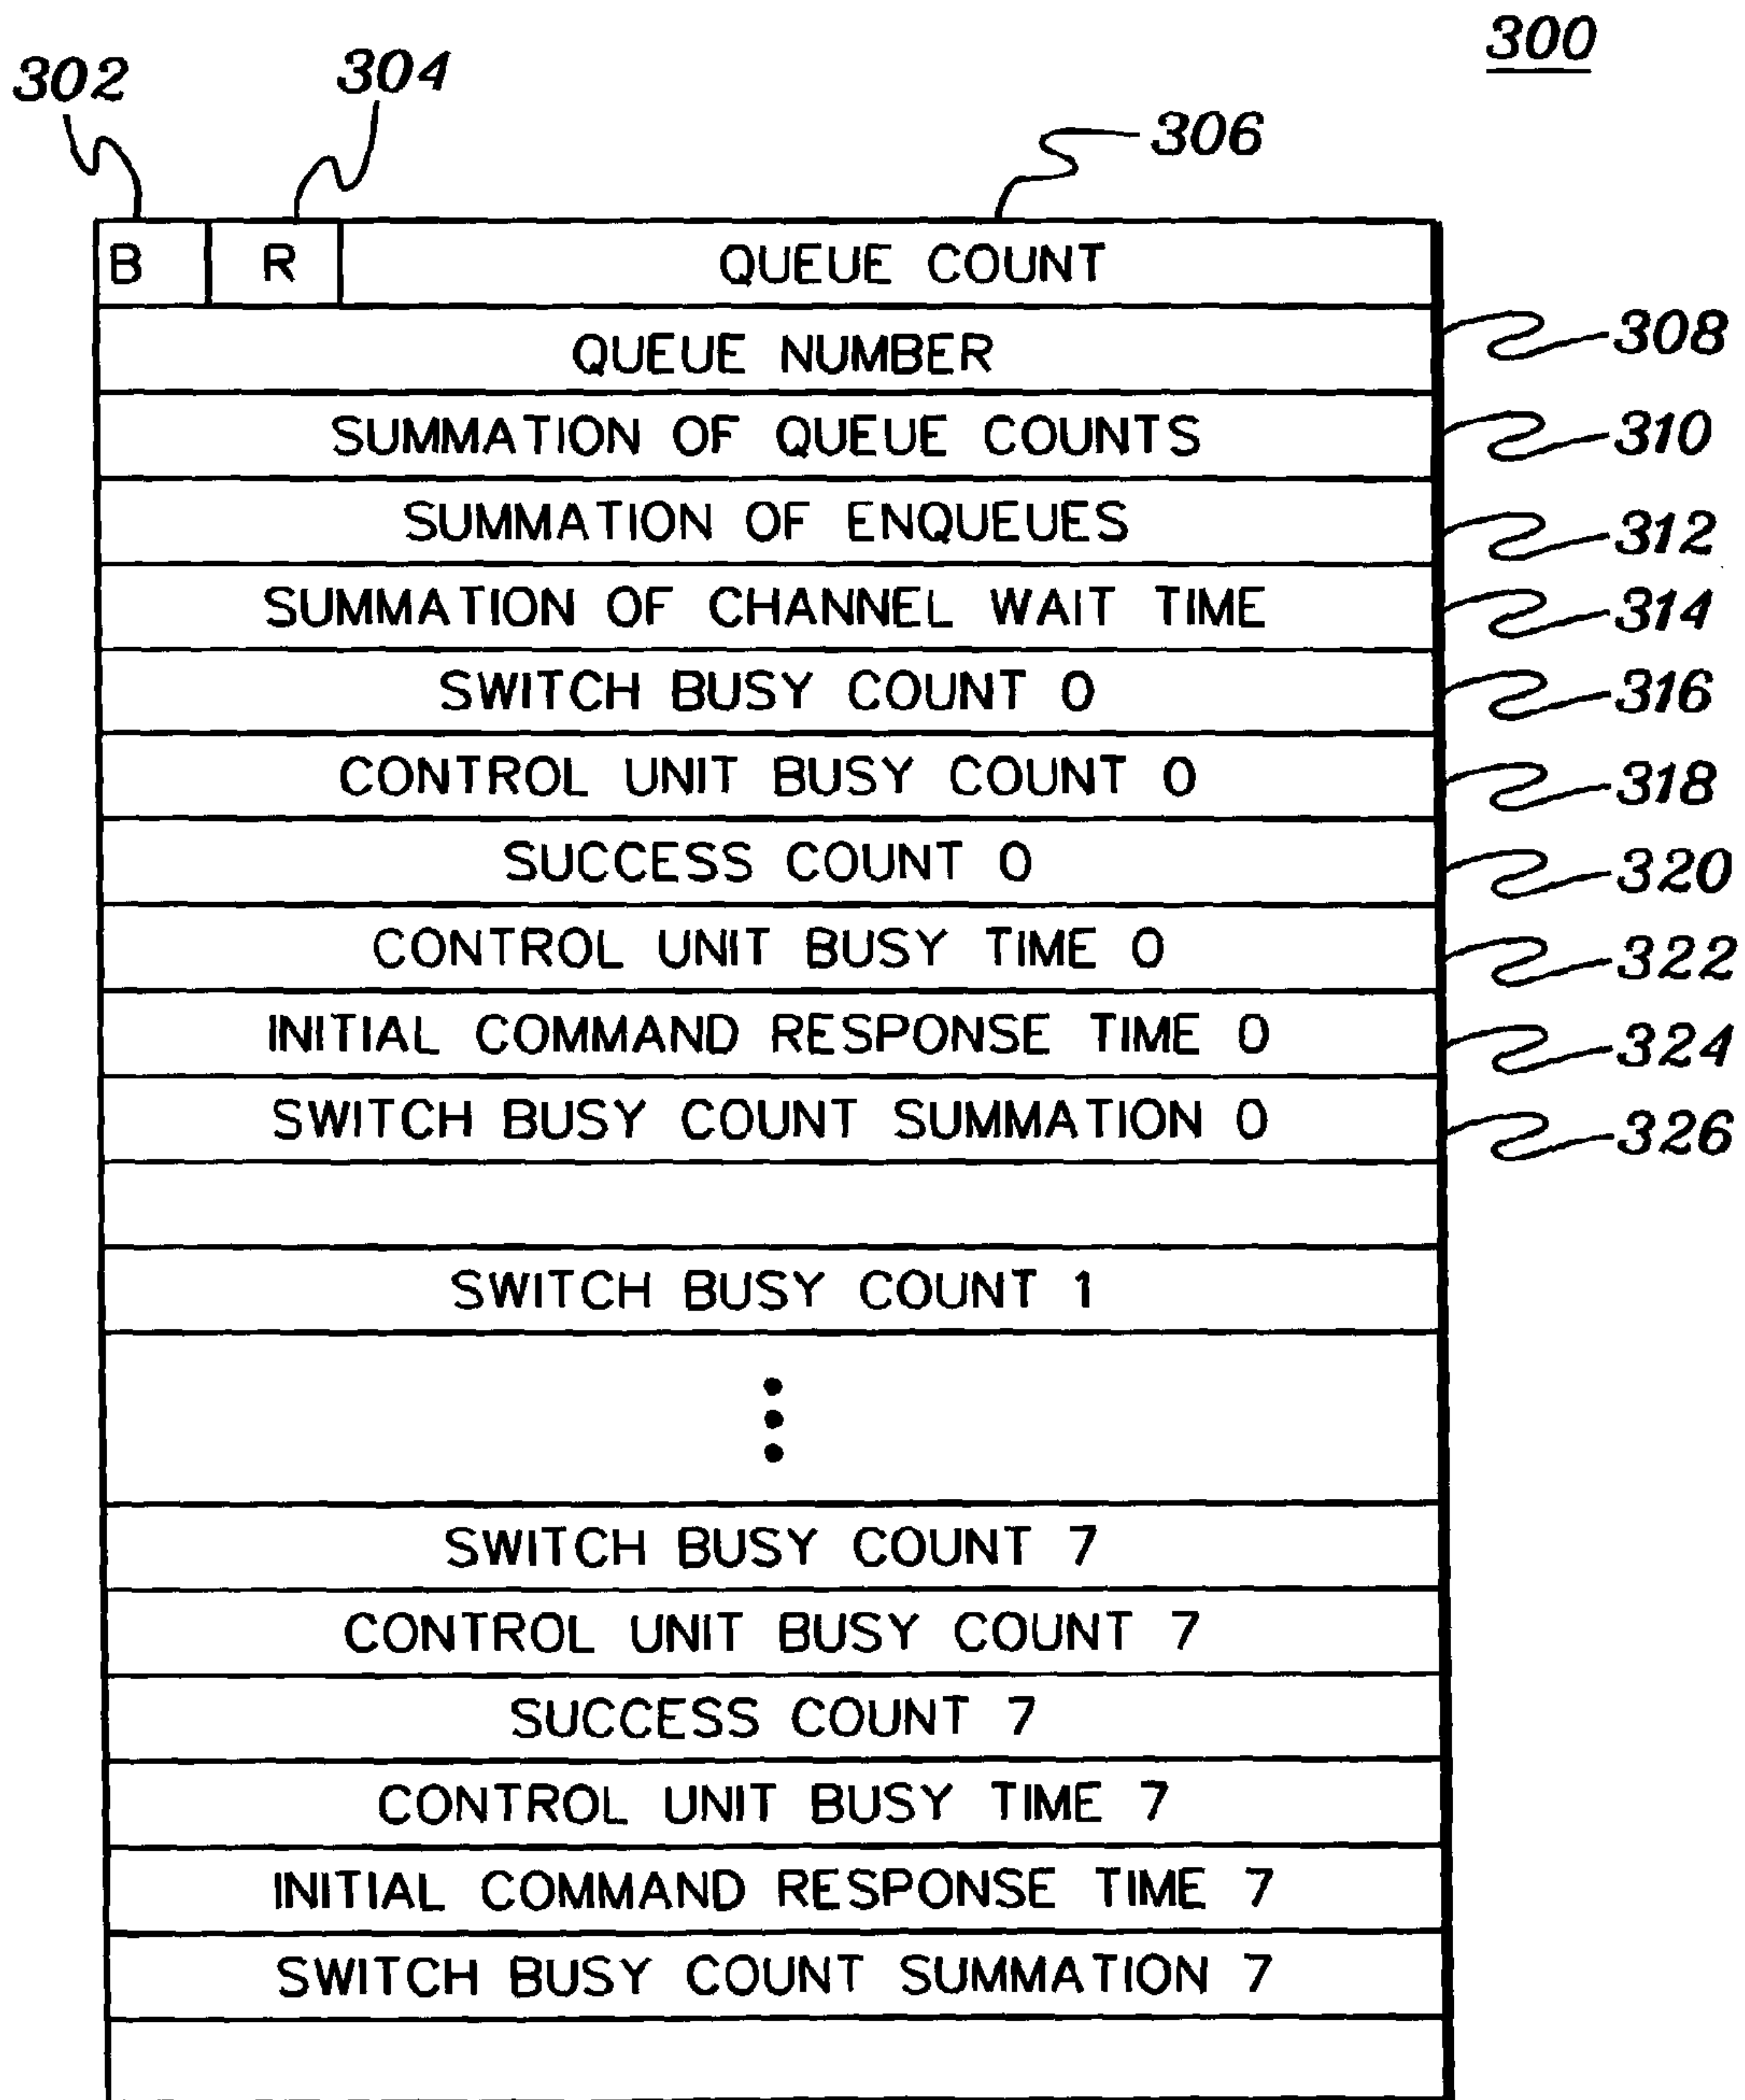 300
302
304
306
B R QUEUE COUNT
QUEUE NUMBER 308
SUMMATION OF QUEUE COUNTS 310
SUMMATION OF ENQUEUES 312
SUMMATION OF CHANNEL WAIT TIME 314
SWITCH BUSY COUNT 0 316
CONTROL UNIT BUSY COUNT 0 318
SUCCESS COUNT 0 320
CONTROL UNIT BUSY TIME 0 322
INITIAL COMMAND RESPONSE TIME 0 324
SWITCH BUSY COUNT SUMMATION 0 326
SWITCH BUSY COUNT 1
SWITCH BUSY COUNT 7
CONTROL UNIT BUSY COUNT 7
SUCCESS COUNT 7
CONTROL UNIT BUSY TIME 7
INITIAL COMMAND RESPONSE TIME 7
SWITCH BUSY COUNT SUMMATION 7